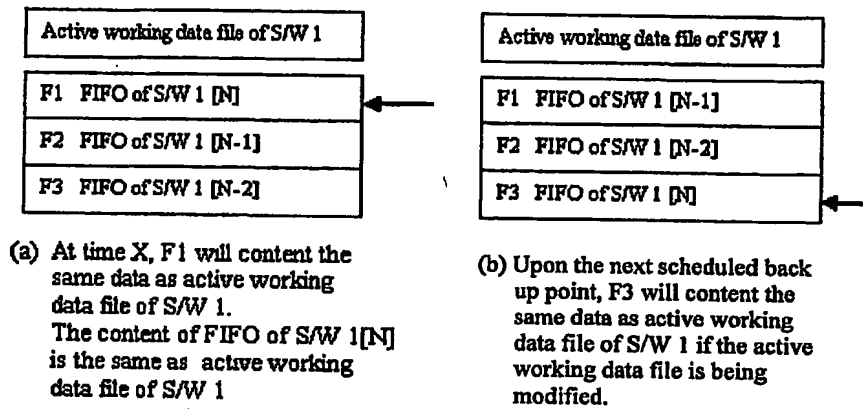 Active working data file of S/W 1
F1 FIFO of S/W 1 [N]
F2 FIFO of S/W 1 [N-1]
F3 FIFO of S/W 1 [N-2]
(a) At time X, F1 will content the
same data as active working
data file of S/W 1.
The content of FIFO of S/W 1[N]
is the same as active working
data file of S/W 1
Active working data file of S/W 1
F1 FIFO of S/W 1 [N-1]
F2 FIFO of S/W 1 [N-2]
F3 FIFO of S/W 1 [N]
(b) Upon the next scheduled back
up point, F3 will content the
same data as active working
data file of S/W 1 if the active
working data file is being
modified.